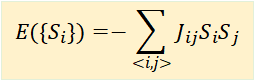 E({S_i}) = − ∑_{<i,j>} J_{ij} S_i S_j